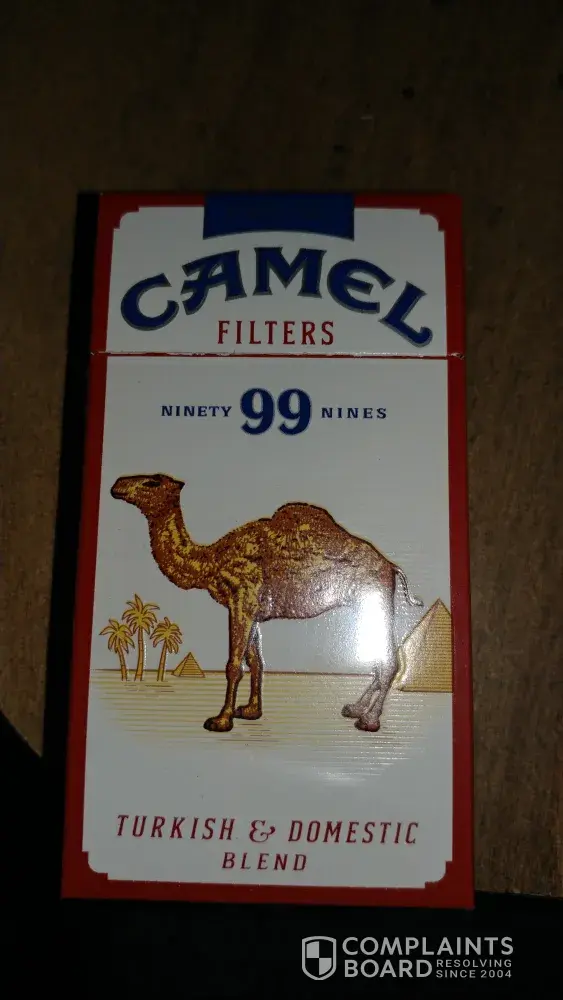 CAMEL
FILTERS
NINETY 99 NINES
TURKISH & DOMESTIC
BLEND
COMPLAINTS
BOARD RESOLVING
SINCE 2004